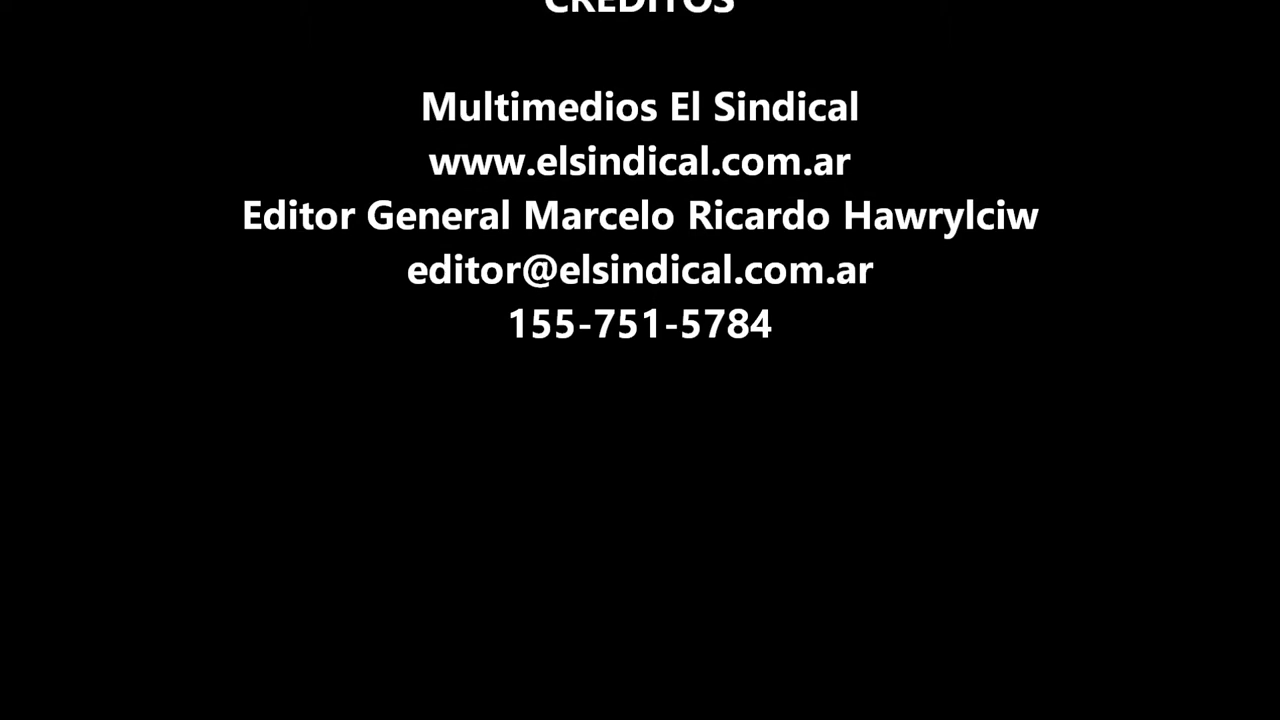 CREDITOS
Multimedios El Sindical
www.elsindical.com.ar
Editor General Marcelo Ricardo Hawrylciw
editor@elsindical.com.ar
155-751-5784